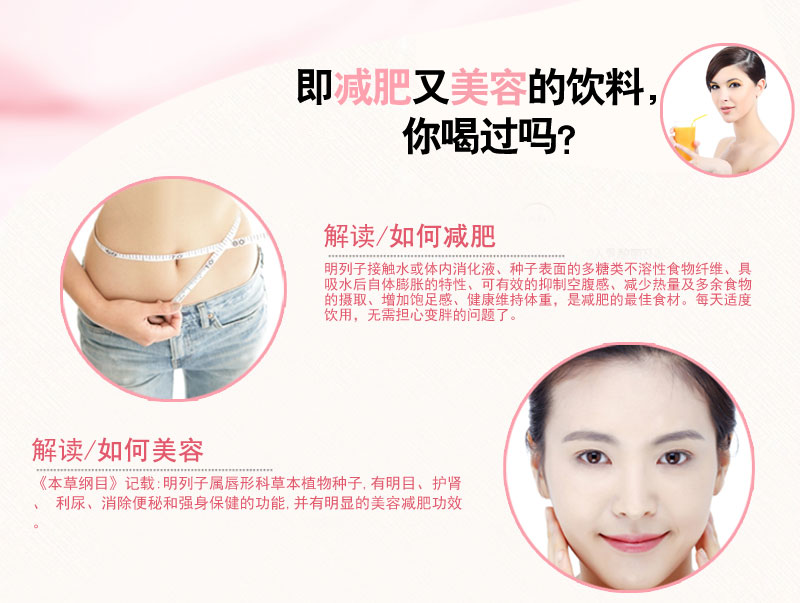 即减肥又美容的饮料，
你喝过吗？
解读/如何减肥
明列子接触水或体内消化液、种子表面的多糖类不溶性食物纤维、具
吸水后自体膨胀的特性、可有效的抑制空腹感、减少热量及多余食物
的摄取、增加饱足感、健康维持体重，是减肥的最佳食材。每天适度
饮用，无需担心变胖的问题了。
解读/如何美容
《本草纲目》记载:明列子属唇形科草本植物种子,有明目、护肾
、 利尿、消除便秘和强身保健的功能,并有明显的美容减肥功效
。